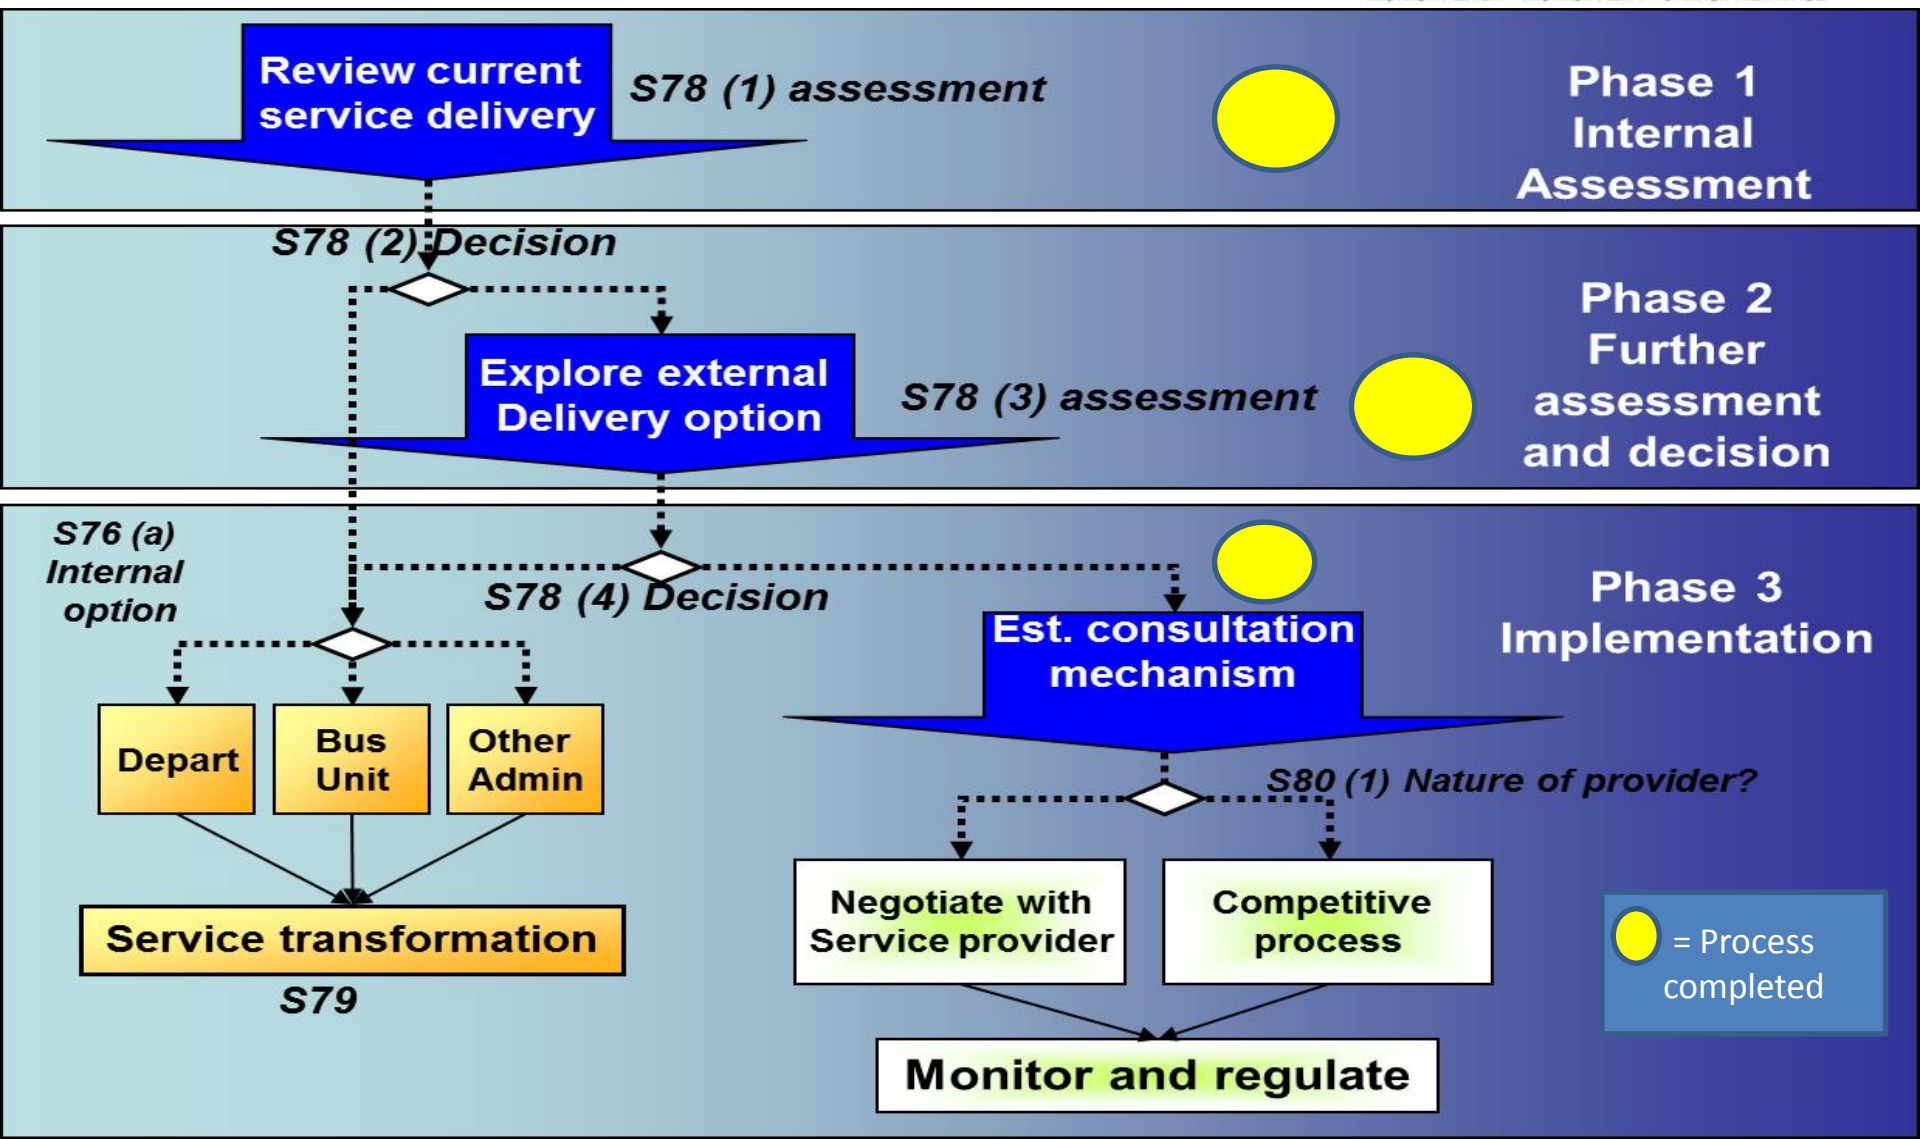 Review current
service delivery
S78 (1) assessment
Phase 1
Internal
Assessment
S78 (2) Decision
Explore external
Delivery option
S78 (3) assessment
Phase 2
Further
assessment
and decision
S76 (a)
Internal
option
S78 (4) Decision
Est. consultation
mechanism
Phase 3
Implementation
Depart
Bus
Unit
Other
Admin
S80 (1) Nature of provider?
Service transformation
S79
Negotiate with
Service provider
Competitive
process
= Process
completed
Monitor and regulate